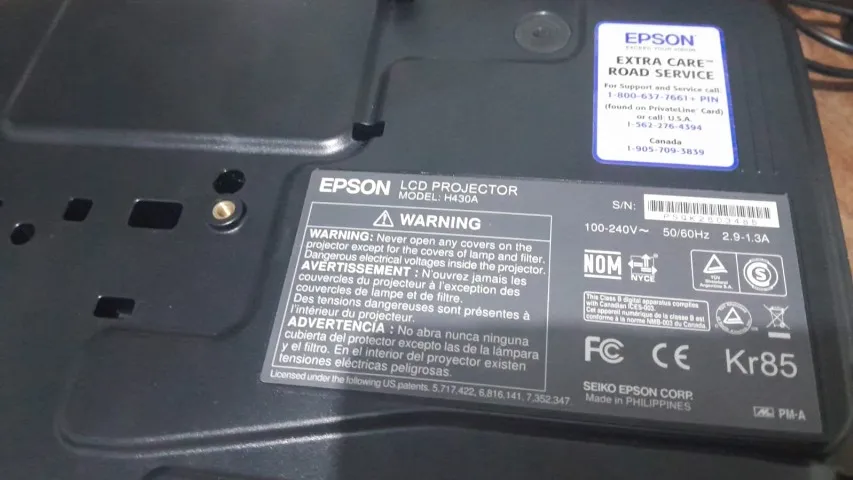 EPSON
EXCEED YOUR VISION
EXTRA CARE™
ROAD SERVICE
For Support and Service call:
1-800-637-7661 + PIN
(found on PrivateLine® Card)
or call: U.S.A.
1-562-276-4394
Canada
1-905-709-3839
EPSON LCD PROJECTOR
MODEL: H430A
WARNING
WARNING: Never open any covers on the
projector except for the covers of lamp and filter.
Dangerous electrical voltages inside the projector.
AVERTISSEMENT : N'ouvrez jamais les
couvercles du projecteur à l'exception des
couvercles de lampe et de filtre.
Des tensions dangereuses sont présentes à
l'intérieur du projecteur.
ADVERTENCIA : No abra nunca ninguna
cubierta del protector excepto las de la lámpara
y el filtro. En el interior del proyector existen
tensiones eléctricas peligrosas.
Licensed under the following US patents. 5,717,422, 6,816,141, 7,352,347
S/N:
100-240V~ 50/60Hz 2.9-1.3A
NOM NYCE
TÜV
Rheinland
Argentina S.A.
S
This Class B digital apparatus complies
with Canadian ICES-003.
Cet appareil numérique de la classe B est
conforme à la norme NMB-003 du Canada.
FC CE Kr85
SEIKO EPSON CORP.
Made in PHILIPPINES
PM-A